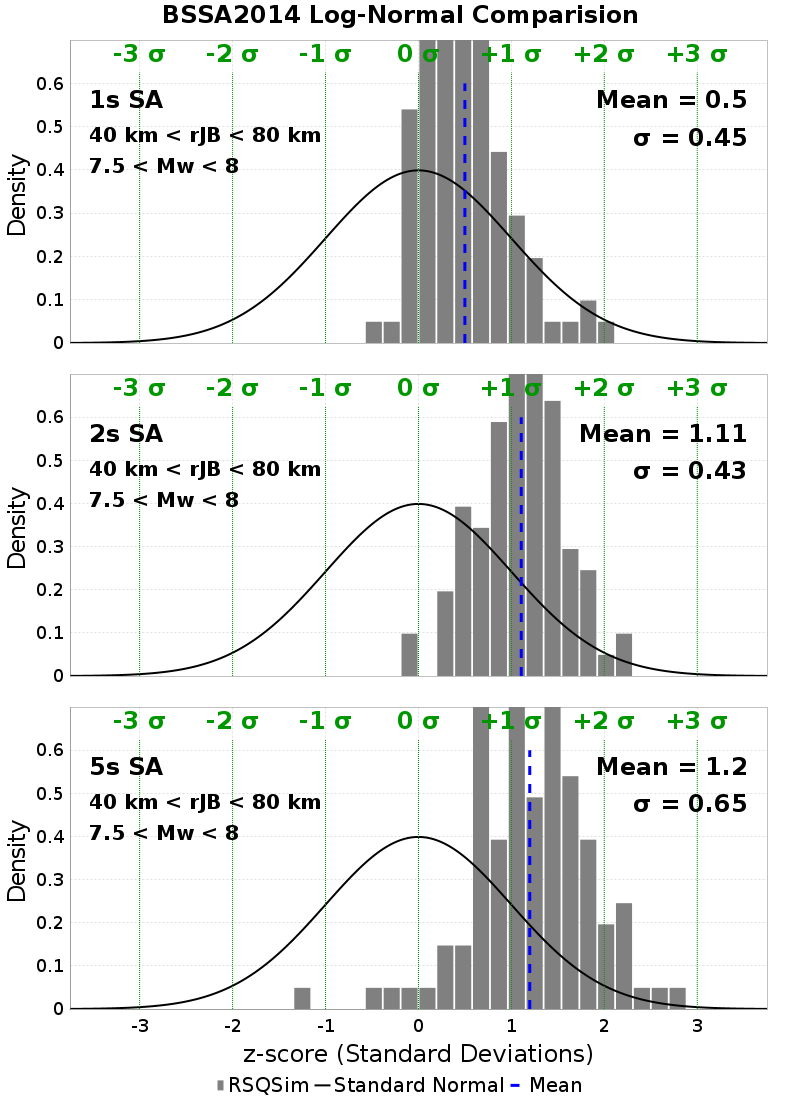 BSSA2014 Log-Normal Comparision
-3 σ -2 σ -1 σ 0 σ +1 σ +2 σ +3 σ
1s SA
40 km < rJB < 80 km
7.5 < Mw < 8
Mean = 0.5
σ = 0.45
Density
0.6
0.5
0.4
0.3
0.2
0.1
0
-3 σ -2 σ -1 σ 0 σ +1 σ +2 σ +3 σ
2s SA
40 km < rJB < 80 km
7.5 < Mw < 8
Mean = 1.11
σ = 0.43
Density
0.6
0.5
0.4
0.3
0.2
0.1
0
-3 σ -2 σ -1 σ 0 σ +1 σ +2 σ +3 σ
5s SA
40 km < rJB < 80 km
7.5 < Mw < 8
Mean = 1.2
σ = 0.65
Density
0.6
0.5
0.4
0.3
0.2
0.1
0
-3 -2 -1 0 1 2 3
z-score (Standard Deviations)
RSQSim Standard Normal Mean